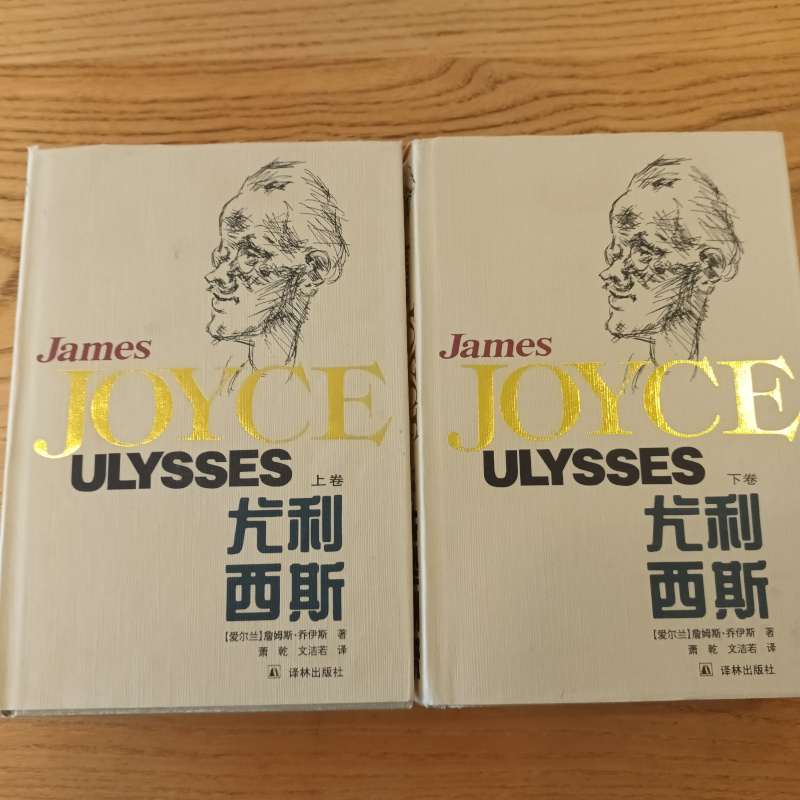 James
JOYCE
ULYSSES 上卷
尤利
西斯
【爱尔兰】詹姆斯·乔伊斯 著
萧 乾 文洁若 译
译林出版社
James
JOYCE
ULYSSES 下卷
尤利
西斯
【爱尔兰】詹姆斯·乔伊斯 著
萧 乾 文洁若 译
译林出版社